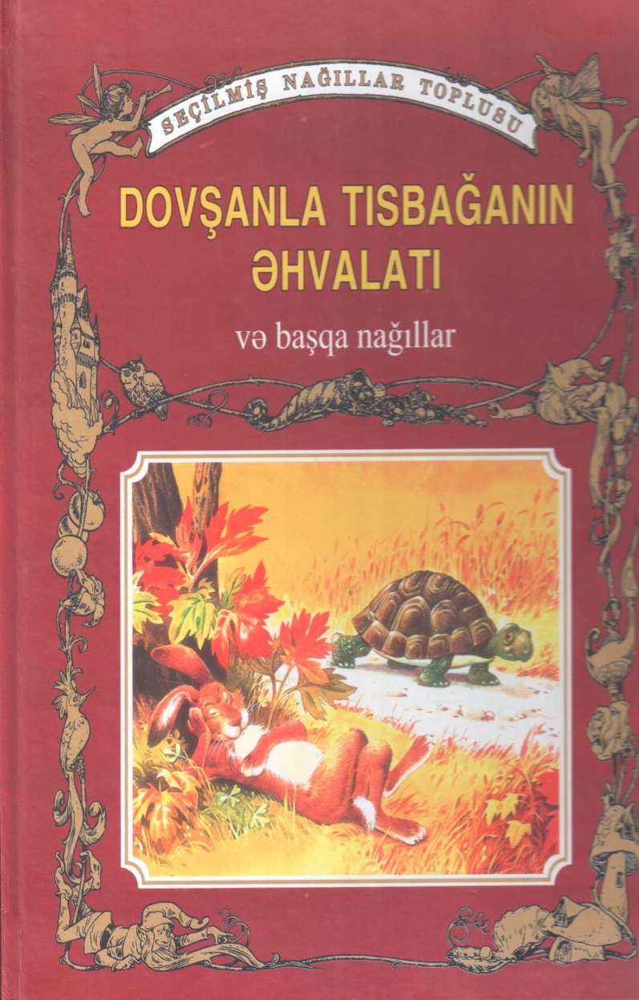 SEÇİLMİŞ NAĞILLAR TOPLUSU
DOVŞANLA TISBAĞANIN
ƏHVALATI
və başqa nağıllar